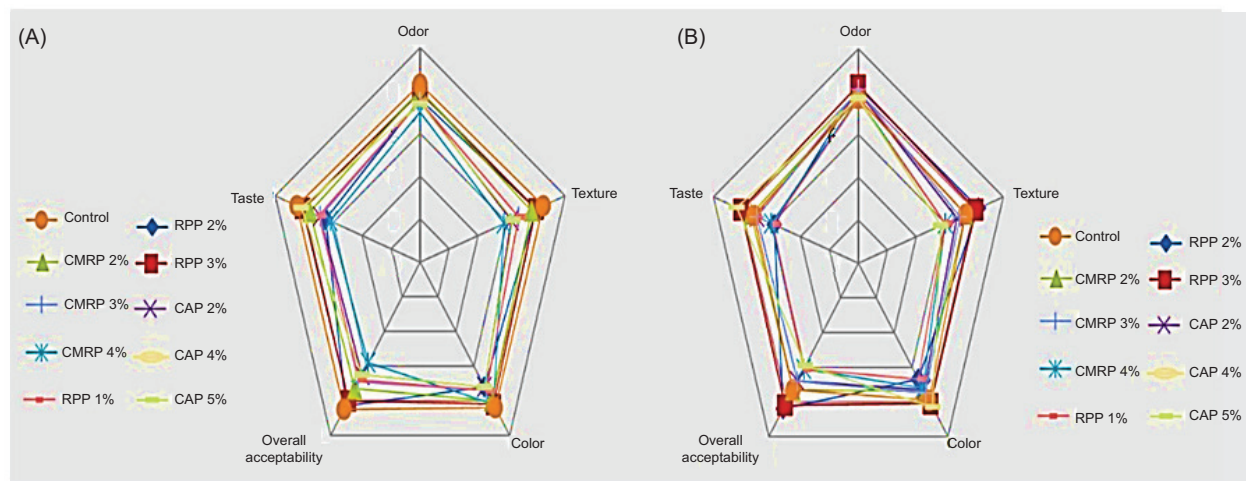 (A)
Odor
Texture
Color
Overall
acceptability
Taste
Control
CMRP 2%
CMRP 3%
CMRP 4%
RPP 1%
RPP 2%
RPP 3%
CAP 2%
CAP 4%
CAP 5%
(B)
Odor
Texture
Color
Overall
acceptability
Taste
Control
CMRP 2%
CMRP 3%
CMRP 4%
RPP 1%
RPP 2%
RPP 3%
CAP 2%
CAP 4%
CAP 5%